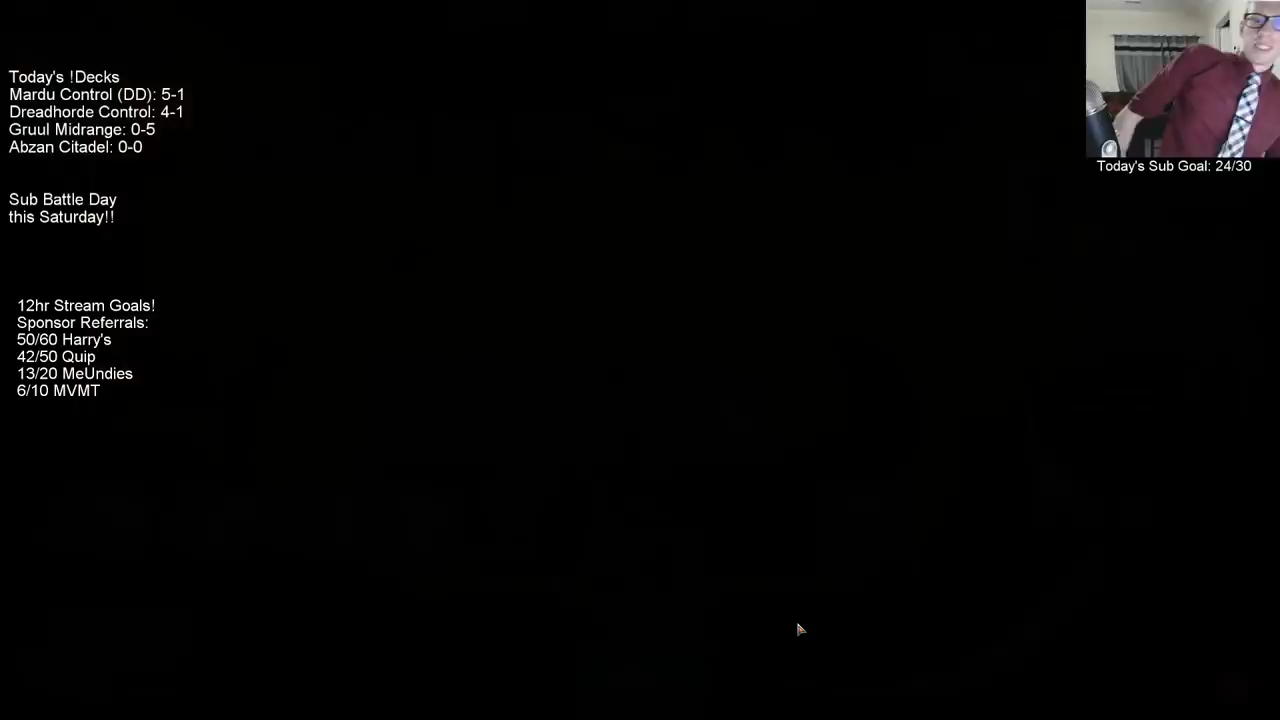 Today's !Decks
Mardu Control (DD): 5-1
Dreadhorde Control: 4-1
Gruul Midrange: 0-5
Abzan Citadel: 0-0
Sub Battle Day
this Saturday!!
12hr Stream Goals!
Sponsor Referrals:
50/60 Harry's
42/50 Quip
13/20 MeUndies
6/10 MVMT
Today's Sub Goal: 24/30